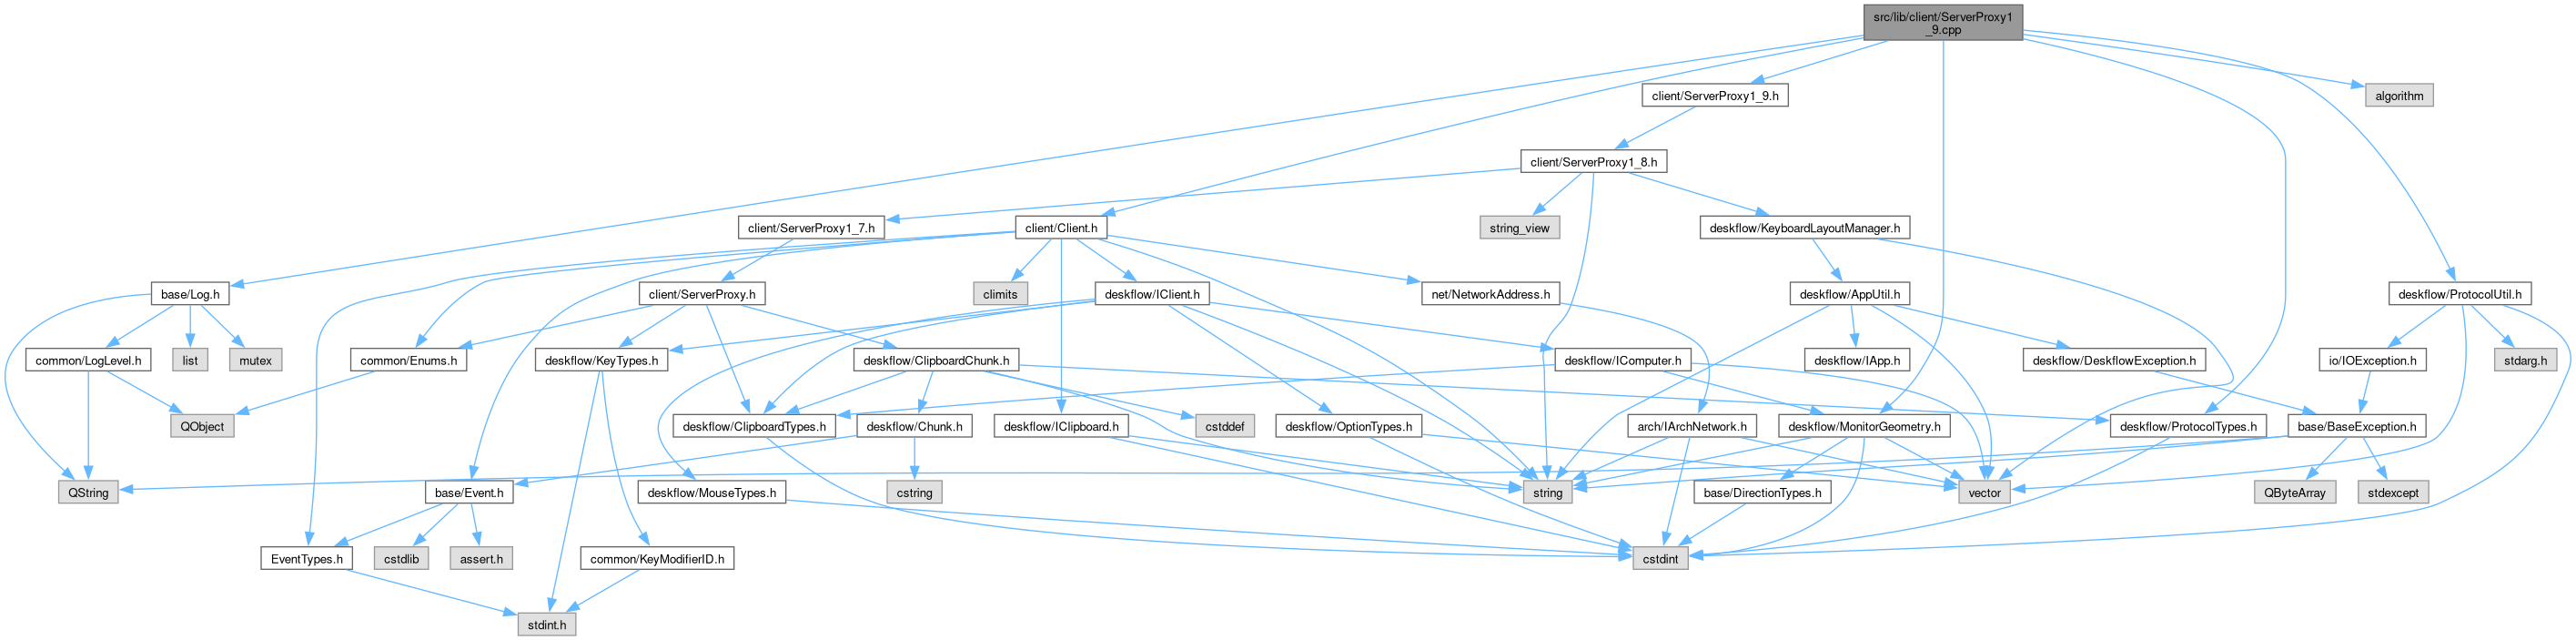 src/lib/client/ServerProxy1
_9.cpp
client/ServerProxy1_9.h
algorithm
client/ServerProxy1_8.h
client/ServerProxy1_7.h
client/Client.h
string_view
deskflow/KeyboardLayoutManager.h
base/Log.h
client/ServerProxy.h
climits
deskflow/IClient.h
net/NetworkAddress.h
deskflow/AppUtil.h
deskflow/ProtocolUtil.h
common/LogLevel.h
list
mutex
common/Enums.h
deskflow/KeyTypes.h
deskflow/ClipboardChunk.h
deskflow/IComputer.h
deskflow/IApp.h
deskflow/DeskflowException.h
io/IOException.h
stdarg.h
QObject
deskflow/ClipboardTypes.h
deskflow/Chunk.h
deskflow/IClipboard.h
cstddef
deskflow/OptionTypes.h
arch/IArchNetwork.h
deskflow/MonitorGeometry.h
deskflow/ProtocolTypes.h
base/BaseException.h
QString
base/Event.h
deskflow/MouseTypes.h
cstring
base/DirectionTypes.h
string
vector
QByteArray
stdexcept
EventTypes.h
cstdlib
assert.h
common/KeyModifierID.h
cstdint
stdint.h